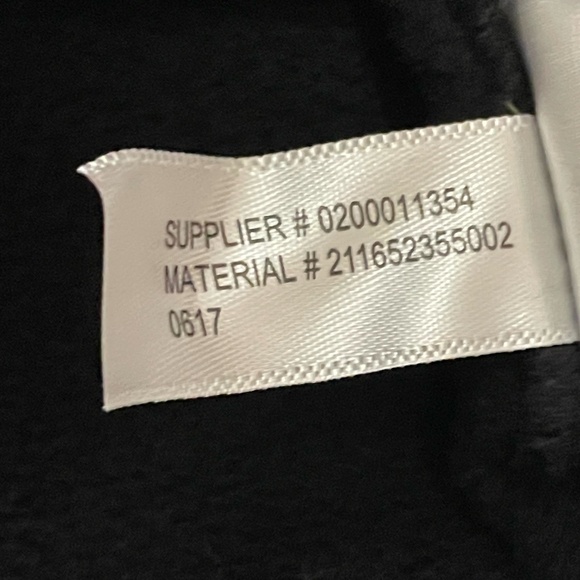 SUPPLIER # 0200011354
MATERIAL # 211652355002
0617